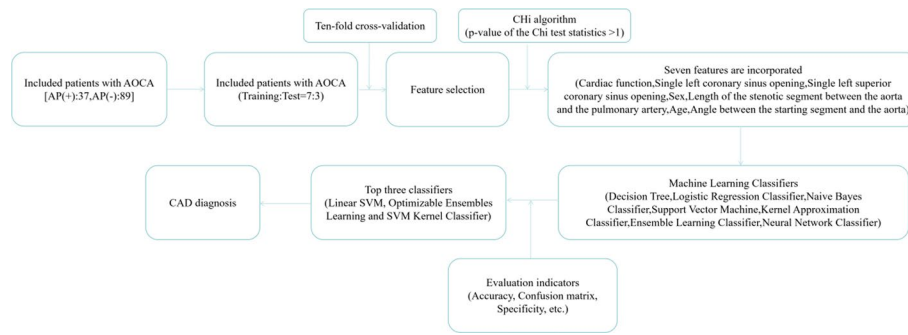 Ten-fold cross-validation
CHi algorithm
(p-value of the Chi test statistics >1)
Included patients with AOCA
[AP(+):37,AP(-):89]
Included patients with AOCA
(Training:Test=7:3)
Feature selection
Seven features are incorporated
(Cardiac function,Single left coronary sinus opening,Single left superior
coronary sinus opening,Sex,Length of the stenotic segment between the aorta
and the pulmonary artery,Age,Angle between the starting segment and the aorta)
CAD diagnosis
Top three classifiers
(Linear SVM, Optimizable Ensembles
Learning and SVM Kernel Classifier)
Machine Learning Classifiers
(Decision Tree,Logistic Regression Classifier,Naive Bayes
Classifier,Support Vector Machine,Kernel Approximation
Classifier,Ensemble Learning Classifier,Neural Network Classifier)
Evaluation indicators
(Accuracy, Confusion matrix,
Specificity, etc.)